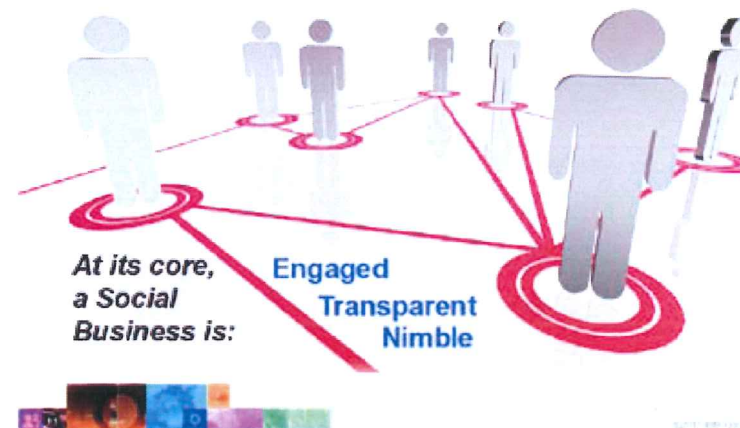 At its core,
a Social
Business is:
Engaged
Transparent
Nimble